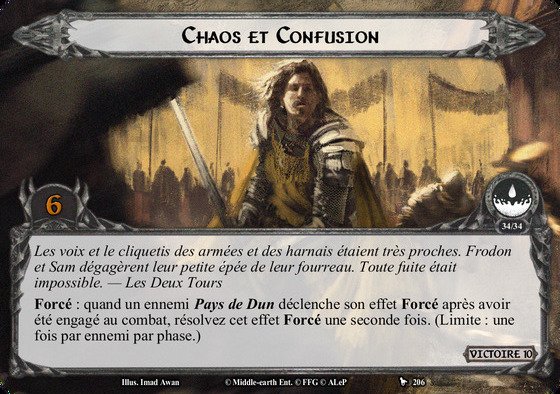 Chaos et Confusion
6
34/34
Les voix et le cliquetis des armées et des harnais étaient très proches. Frodon
et Sam dégagèrent leur petite épée de leur fourreau. Toute fuite était
impossible. — Les Deux Tours
Forcé : quand un ennemi Pays de Dun déclenche son effet Forcé après avoir
été engagé au combat, résolvez cet effet Forcé une seconde fois. (Limite : une
fois par ennemi par phase.)
VICTOIRE 10
Illus. Imad Awan
© Middle-earth Ent. © FFG © ALeP
206